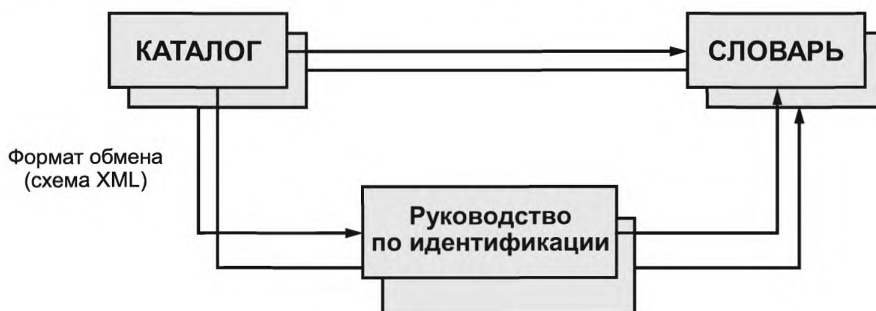 КАТАЛОГ
СЛОВАРЬ
Формат обмена
(схема XML)
Руководство
по идентификации